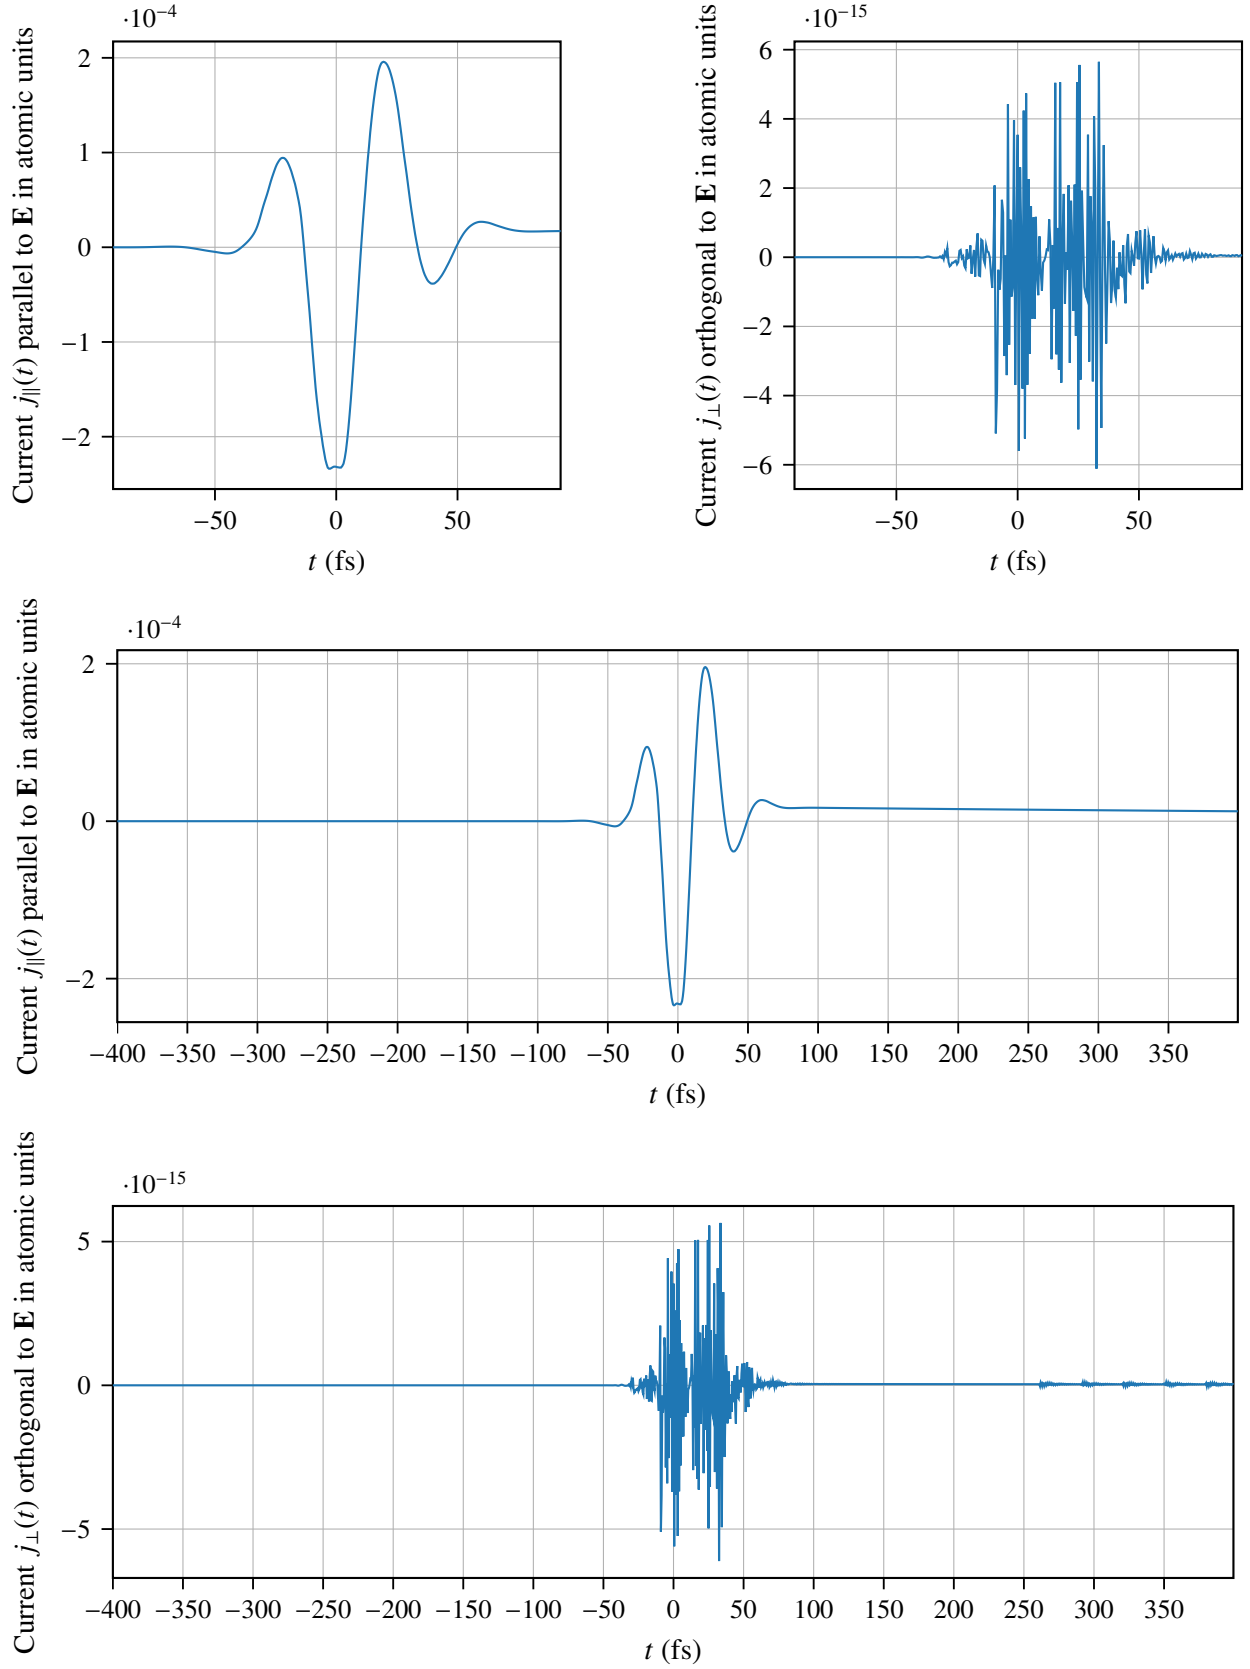 ·10⁻⁴
Current j∥(t) parallel to E in atomic units
2
1
0
−1
−2
−50 0 50
t (fs)
·10⁻¹⁵
Current j⊥(t) orthogonal to E in atomic units
6
4
2
0
−2
−4
−6
−50 0 50
t (fs)
·10⁻⁴
Current j∥(t) parallel to E in atomic units
2
0
−2
−400 −350 −300 −250 −200 −150 −100 −50 0 50 100 150 200 250 300 350
t (fs)
·10⁻¹⁵
Current j⊥(t) orthogonal to E in atomic units
5
0
−5
−400 −350 −300 −250 −200 −150 −100 −50 0 50 100 150 200 250 300 350
t (fs)